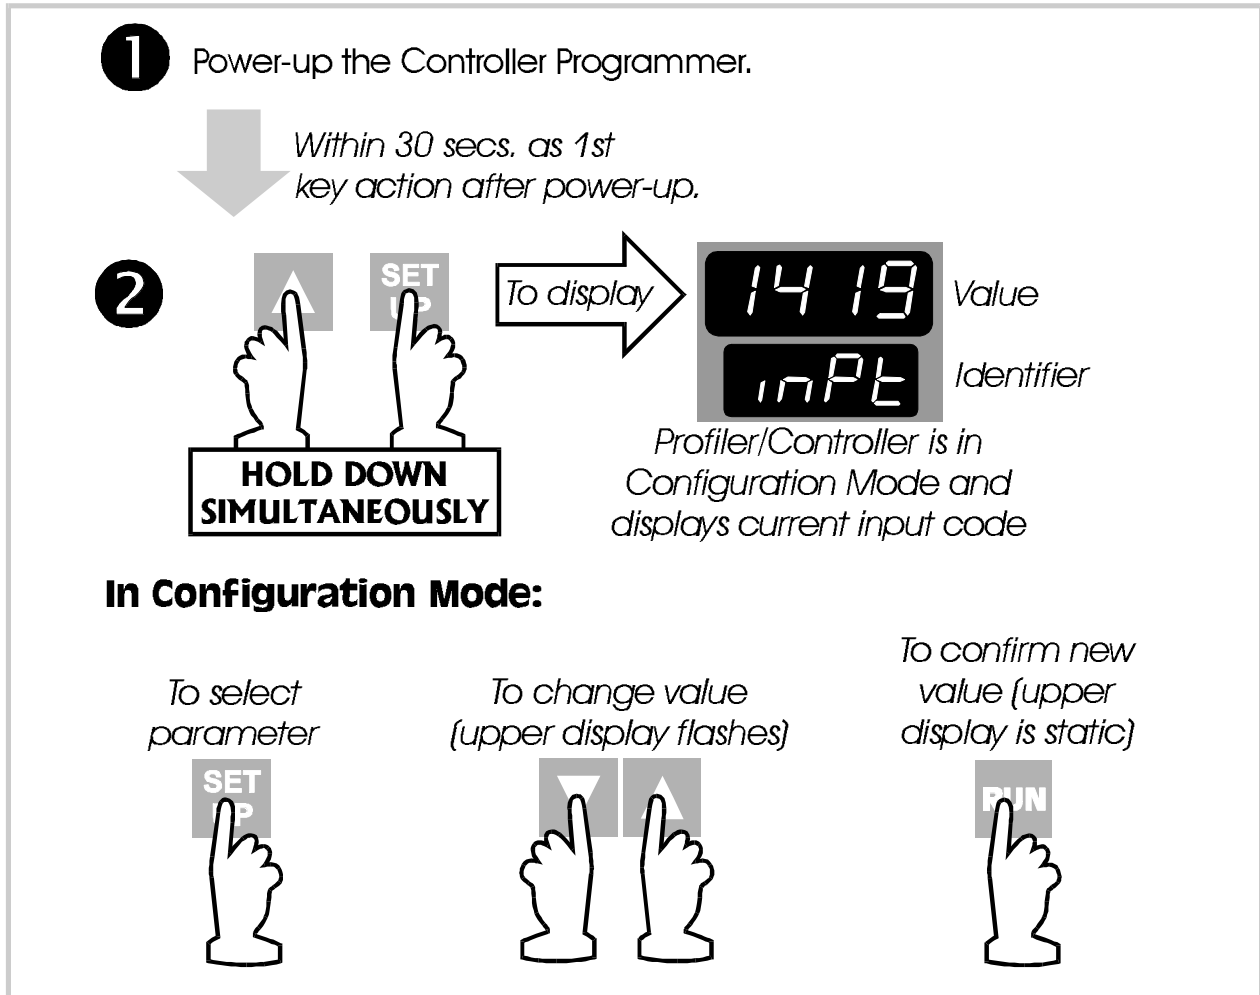 1 Power-up the Controller Programmer.
Within 30 secs. as 1st
key action after power-up.
2
SET
UP
To display
1419
Value
inPt
Identifier
HOLD DOWN
SIMULTANEOUSLY
Profiler/Controller is in
Configuration Mode and
displays current input code
In Configuration Mode:
To select
parameter
SET
UP
To change value
(upper display flashes)
To confirm new
value (upper
display is static)
RUN